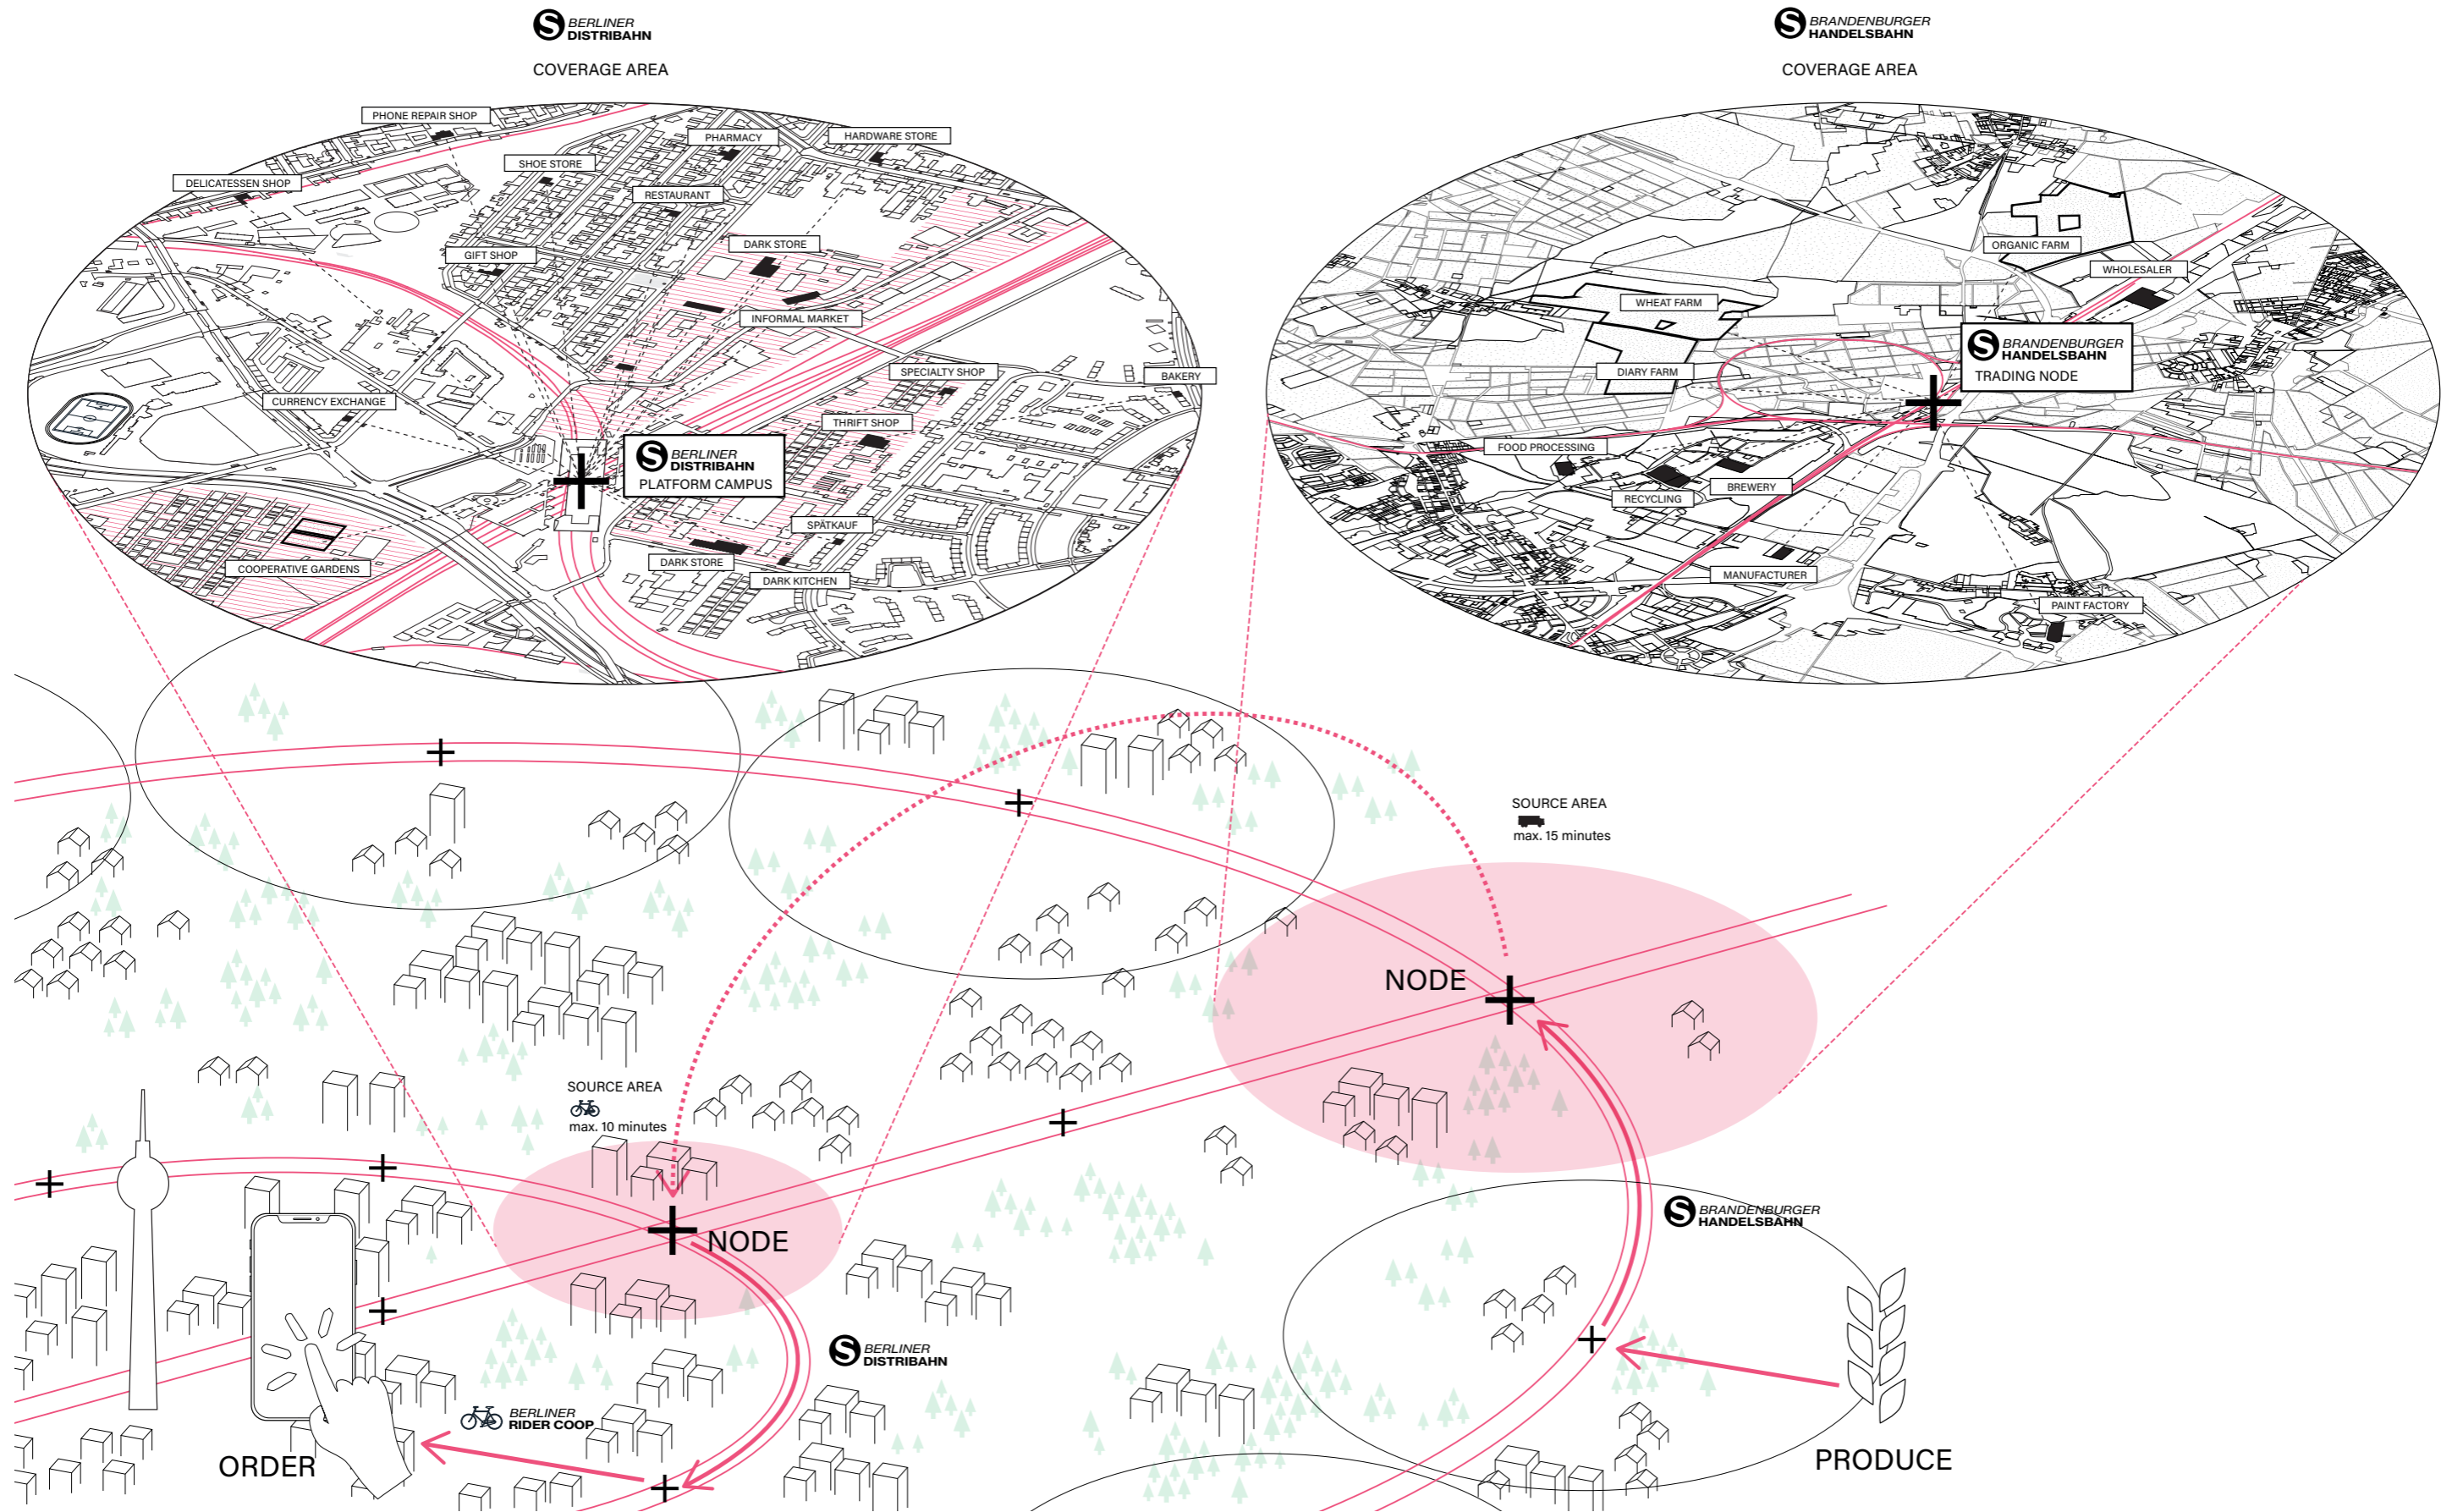 S BERLINER
DISTRIBAHN
COVERAGE AREA
S BRANDENBURGER
HANDELSBAHN
COVERAGE AREA
PHONE REPAIR SHOP
PHARMACY
HARDWARE STORE
SHOE STORE
DELICATESSEN SHOP
RESTAURANT
DARK STORE
GIFT SHOP
INFORMAL MARKET
SPECIALTY SHOP
BAKERY
CURRENCY EXCHANGE
THRIFT SHOP
S BERLINER
DISTRIBAHN
PLATFORM CAMPUS
SPÄTKAUF
DARK STORE
COOPERATIVE GARDENS
DARK KITCHEN
ORGANIC FARM
WHOLESALER
WHEAT FARM
S BRANDENBURGER
HANDELSBAHN
TRADING NODE
DIARY FARM
FOOD PROCESSING
BREWERY
RECYCLING
MANUFACTURER
PAINT FACTORY
SOURCE AREA
max. 15 minutes
NODE
SOURCE AREA
max. 10 minutes
NODE
S BRANDENBURGER
HANDELSBAHN
S BERLINER
DISTRIBAHN
BERLINER
RIDER COOP
ORDER
PRODUCE